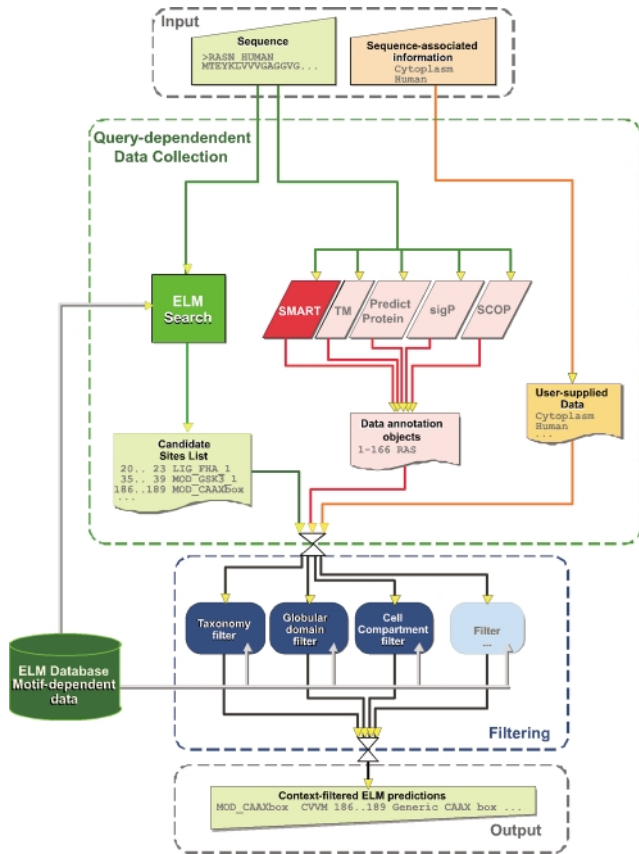 Input
Sequence
>RASN HUMAN
MTEYKLVVVGAGGVG...
Sequence-associated
information
Cytoplasm
Human
Query-dependendent
Data Collection
ELM
Search
SMART
TM
Predict
Protein
sigP
SCOP
User-supplied
Data
Cytoplasm
Human
...
Data annotation
objects
1-166 RAS
Candidate
Sites List
20.. 23 LIG_FHA_1
35.. 39 MOD_GSK3_1
186..189 MOD_CAAXbox
...
Taxonomy
filter
Globular
domain
filter
Cell
Compartment
filter
Filter
...
ELM Database
Motif-dependent
data
Filtering
Context-filtered ELM predictions
MOD_CAAXbox CVVM 186..189 Generic CAAX box ...
Output